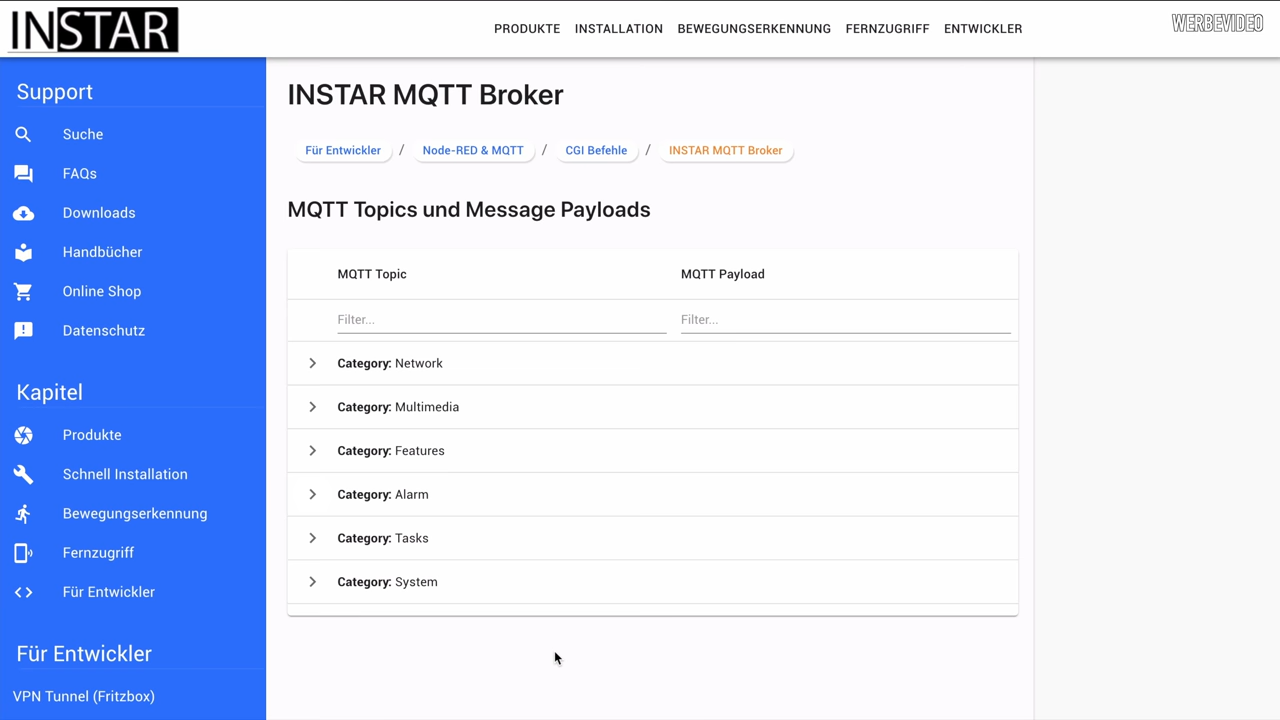 INSTAR
PRODUKTE INSTALLATION BEWEGUNGSERKENNUNG FERNZUGRIFF ENTWICKLER
WERBEVIDEO
Support
Suche
FAQs
Downloads
Handbücher
Online Shop
Datenschutz
Kapitel
Produkte
Schnell Installation
Bewegungserkennung
Fernzugriff
Für Entwickler
Für Entwickler
VPN Tunnel (Fritzbox)
INSTAR MQTT Broker
Für Entwickler / Node-RED & MQTT / CGI Befehle / INSTAR MQTT Broker
MQTT Topics und Message Payloads
MQTT Topic MQTT Payload
Filter... Filter...
Category: Network
Category: Multimedia
Category: Features
Category: Alarm
Category: Tasks
Category: System